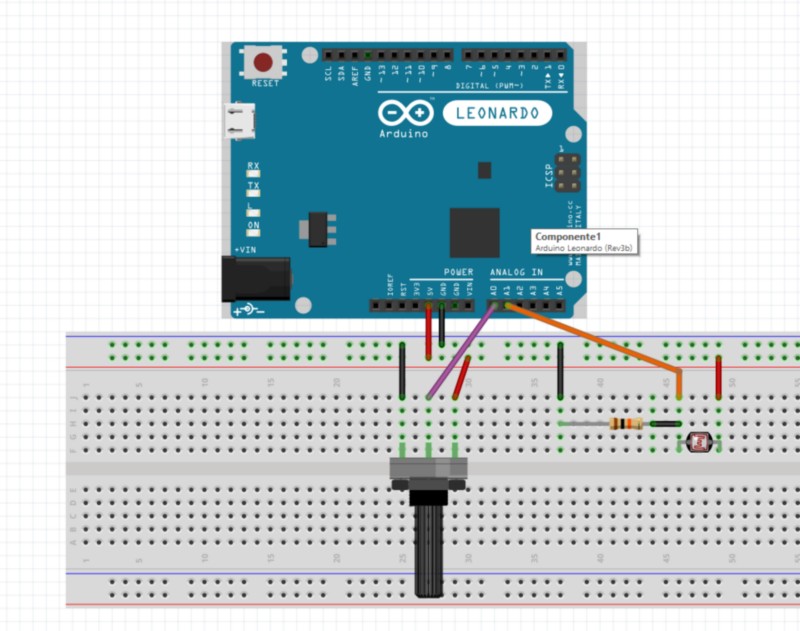 RESET
SCL
SDA
AREF
GND
~13
12
~11
~10
~9
8
7
~6
~5
4
~3
2
TX▸ 1
RX◂ 0
DIGITAL (PWM~)
Arduino
LEONARDO
ICSP
RX
TX
L
ON
Componente1
Arduino Leonardo (Rev3b)
+VIN
POWER
ANALOG IN
IOREF
RST
3V3
5V
GND
GND
VIN
A0
A1
A2
A3
A4
A5
1 5 10 15 20 25 30 35 40 45 50
J
I
H
G
F
E
D
C
B
A
1 5 10 15 20 25 30 35 40 45 50